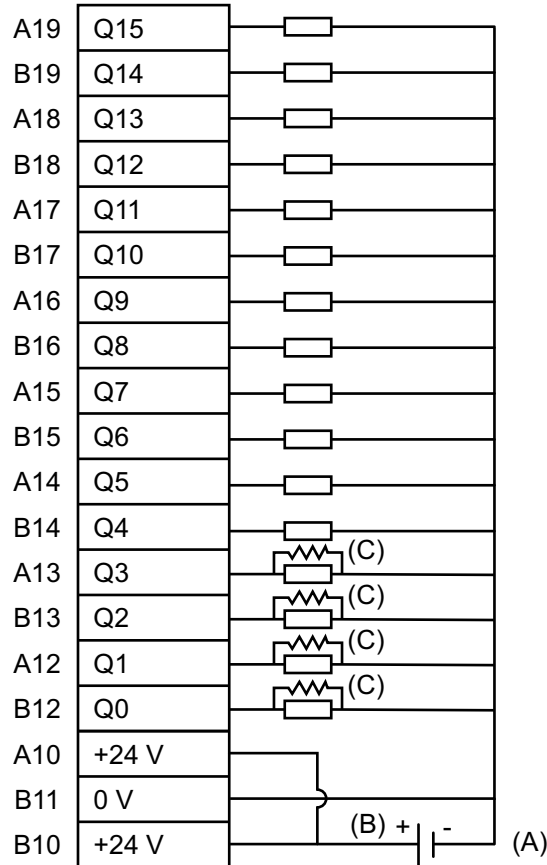 A19 Q15
B19 Q14
A18 Q13
B18 Q12
A17 Q11
B17 Q10
A16 Q9
B16 Q8
A15 Q7
B15 Q6
A14 Q5
B14 Q4
(C)
A13 Q3
(C)
B13 Q2
(C)
A12 Q1
(C)
B12 Q0
A10 +24 V
B11 0 V
B10 +24 V (B) + - (A)